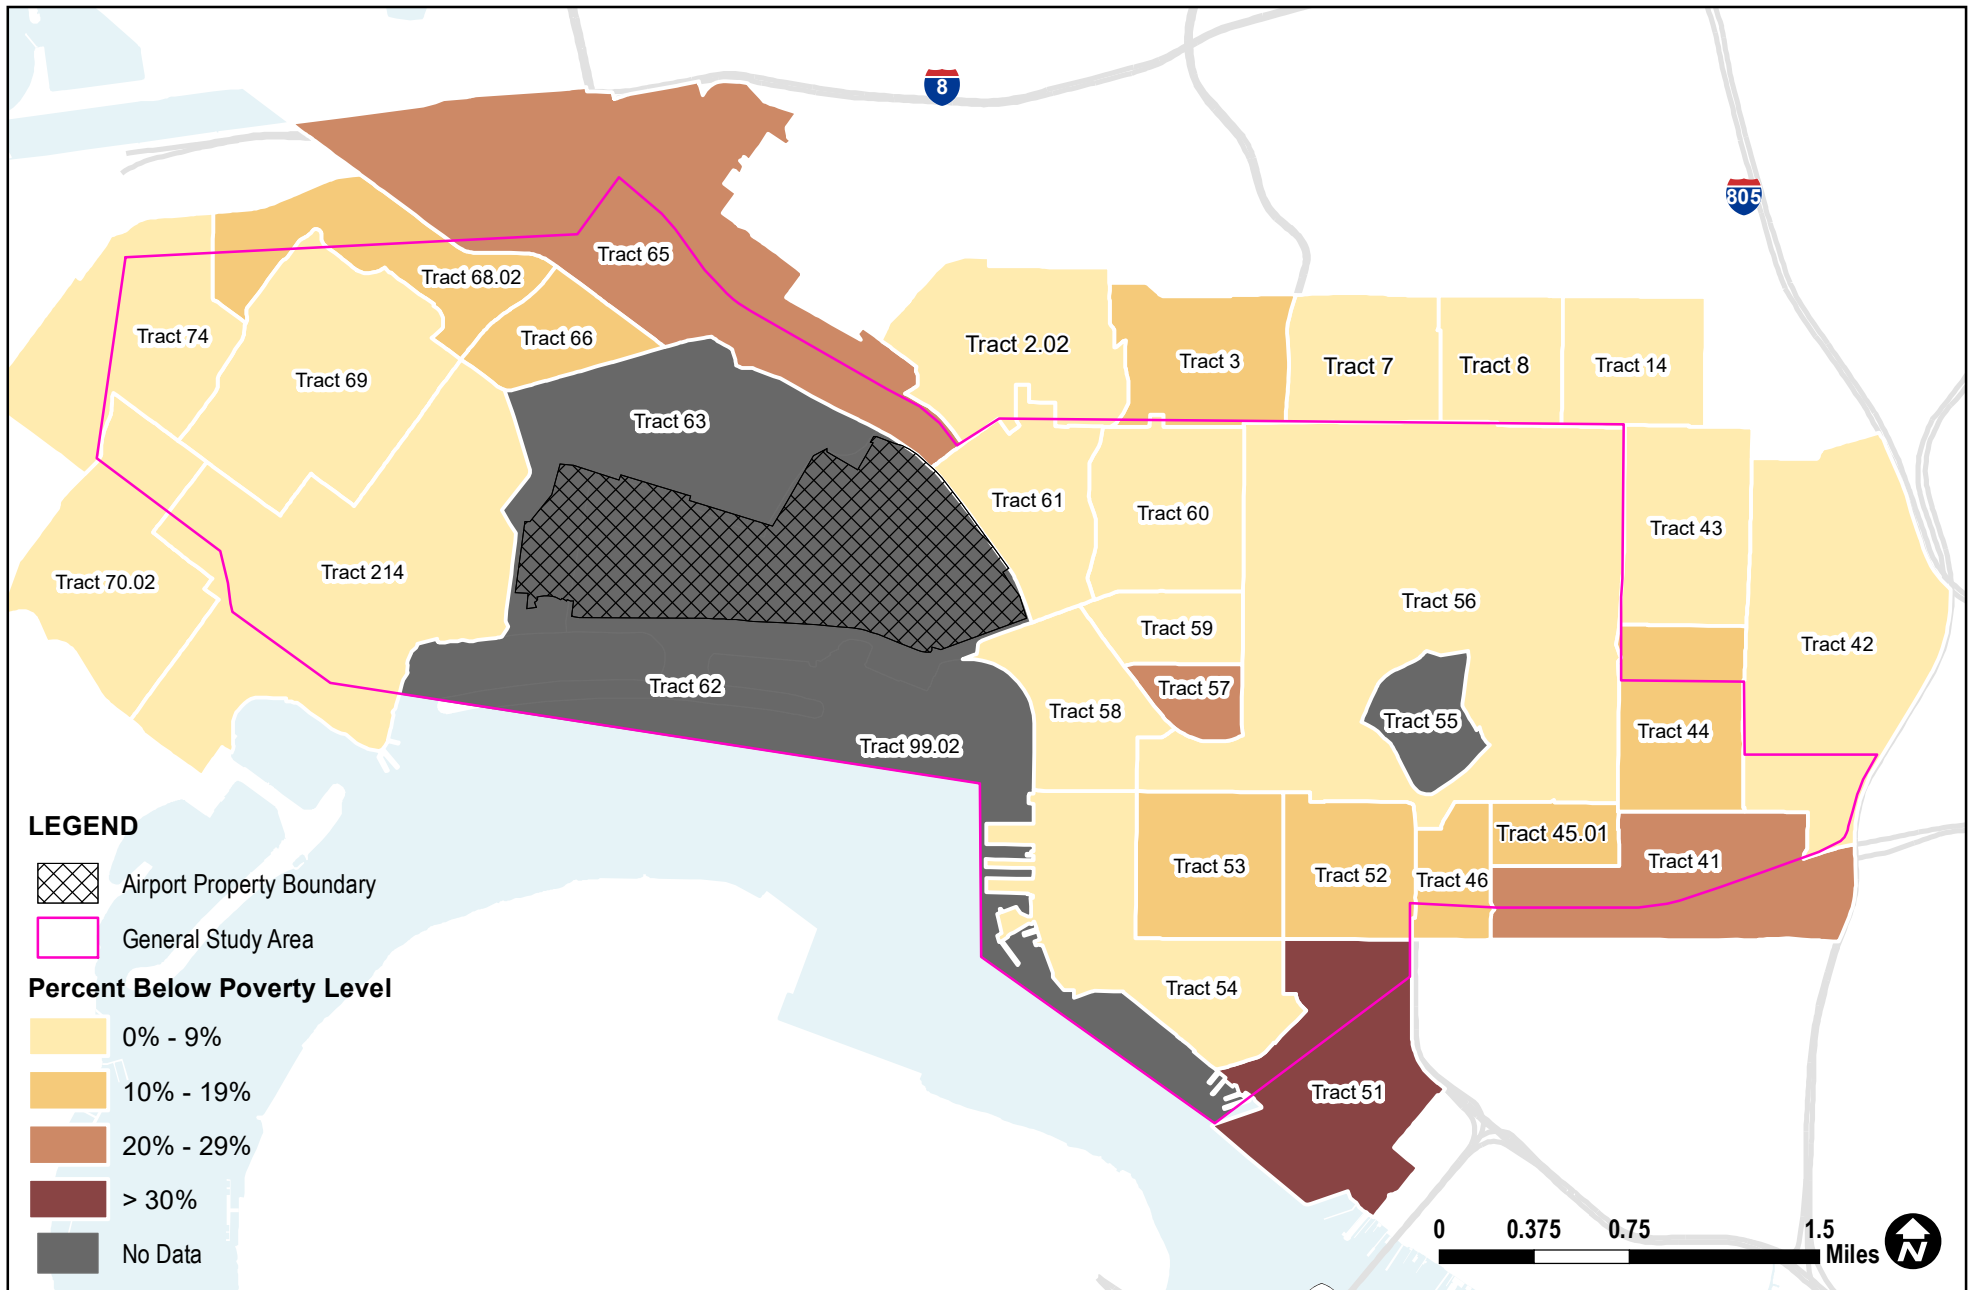 8
805
Tract 65
Tract 68.02
Tract 74
Tract 66
Tract 69
Tract 2.02
Tract 3
Tract 7
Tract 8
Tract 14
Tract 63
Tract 61
Tract 60
Tract 43
Tract 70.02
Tract 214
Tract 56
Tract 59
Tract 42
Tract 62
Tract 57
Tract 58
Tract 55
Tract 44
Tract 99.02
Tract 45.01
Tract 53
Tract 52
Tract 46
Tract 41
Tract 54
Tract 51
LEGEND
Airport Property Boundary
General Study Area
Percent Below Poverty Level
0% - 9%
10% - 19%
20% - 29%
> 30%
No Data
0 0.375 0.75 1.5
Miles
N